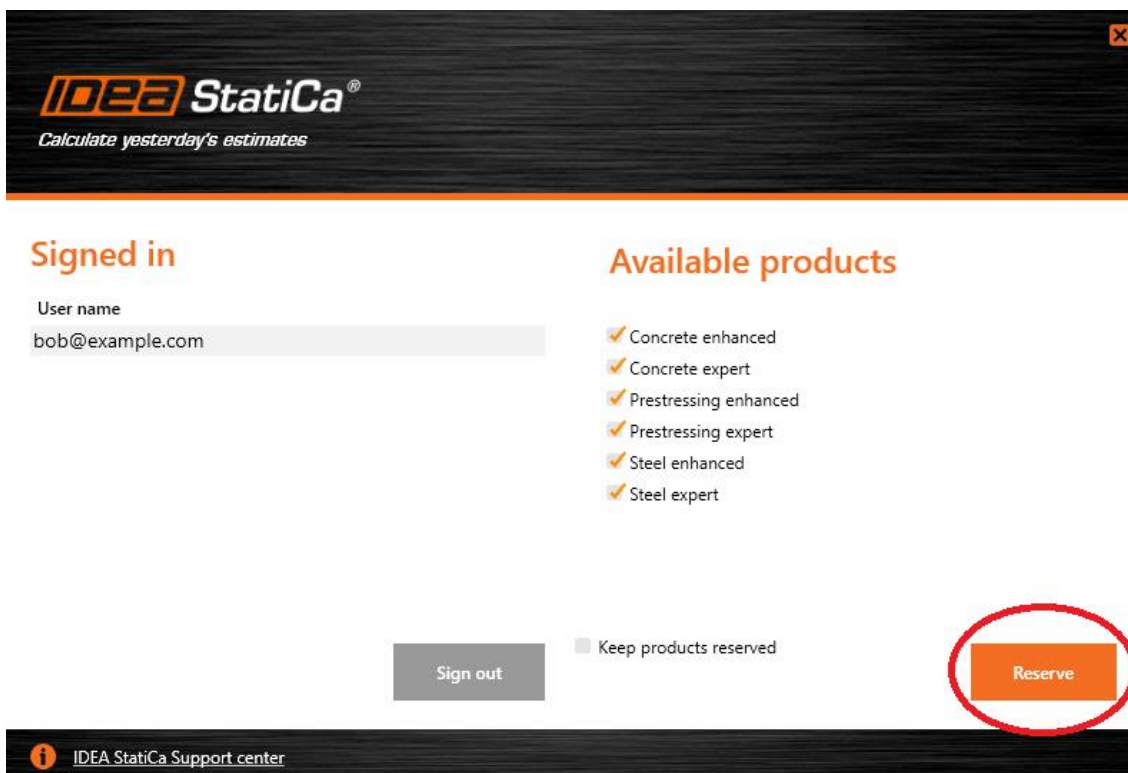 IDEA StatiCa®
Calculate yesterday's estimates
Signed in
User name
bob@example.com
Available products
Concrete enhanced
Concrete expert
Prestressing enhanced
Prestressing expert
Steel enhanced
Steel expert
Keep products reserved
Sign out
Reserve
IDEA StatiCa Support center